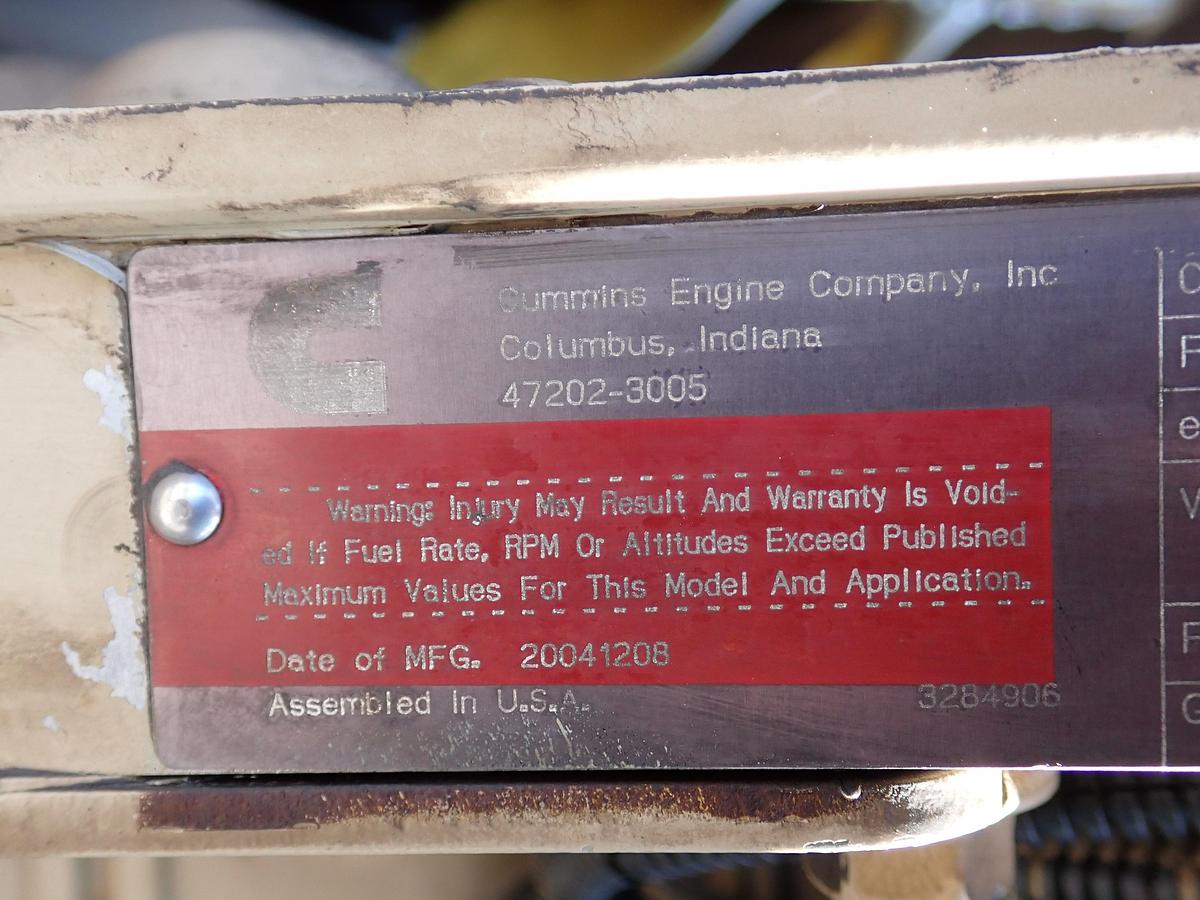 Cummins Engine Company, Inc
Columbus, Indiana
47202-3005
Warning: Injury May Result And Warranty Is Void-
ed If Fuel Rate, RPM Or Altitudes Exceed Published
Maximum Values For This Model And Application.
Date of MFG. 20041208
Assembled In U.S.A. 3284906